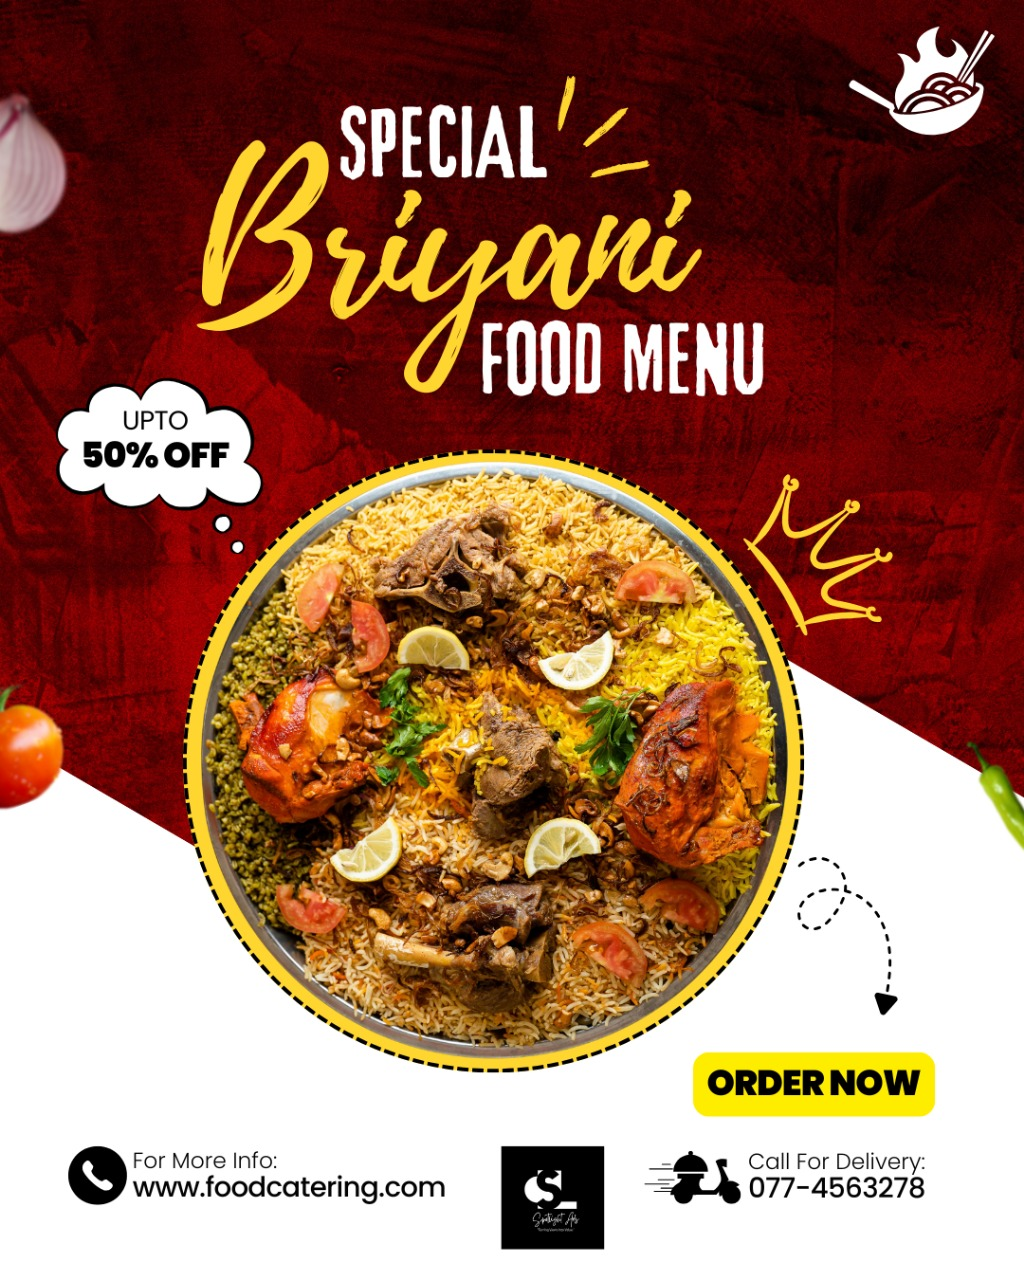 SPECIAL
Briyani
FOOD MENU
UPTO
50% OFF
ORDER NOW
For More Info:
www.foodcatering.com
SL
Call For Delivery:
077-4563278